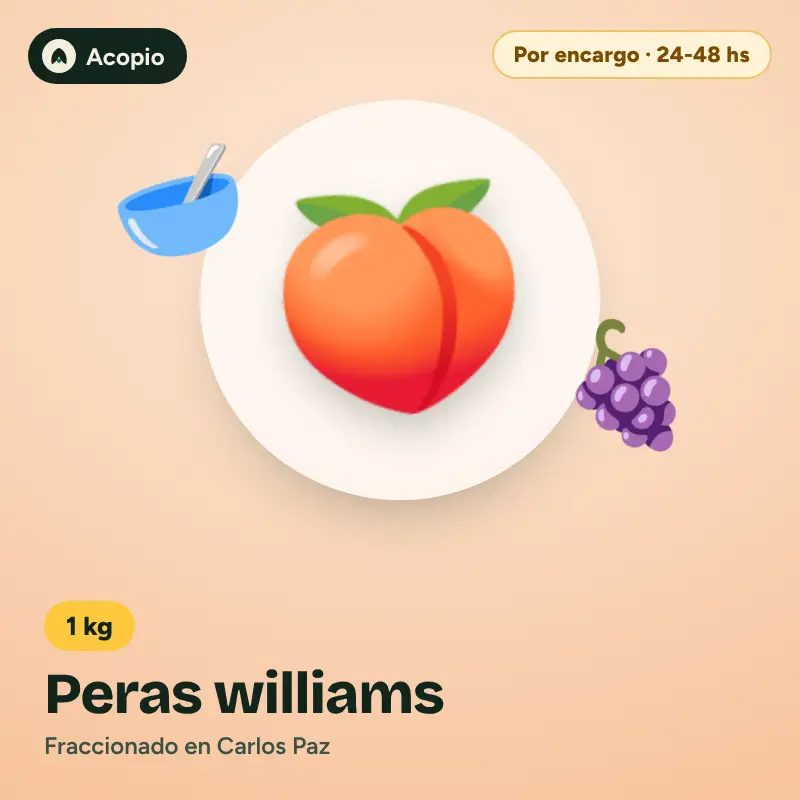 Acopio
Por encargo · 24-48 hs
1 kg
Peras williams
Fraccionado en Carlos Paz